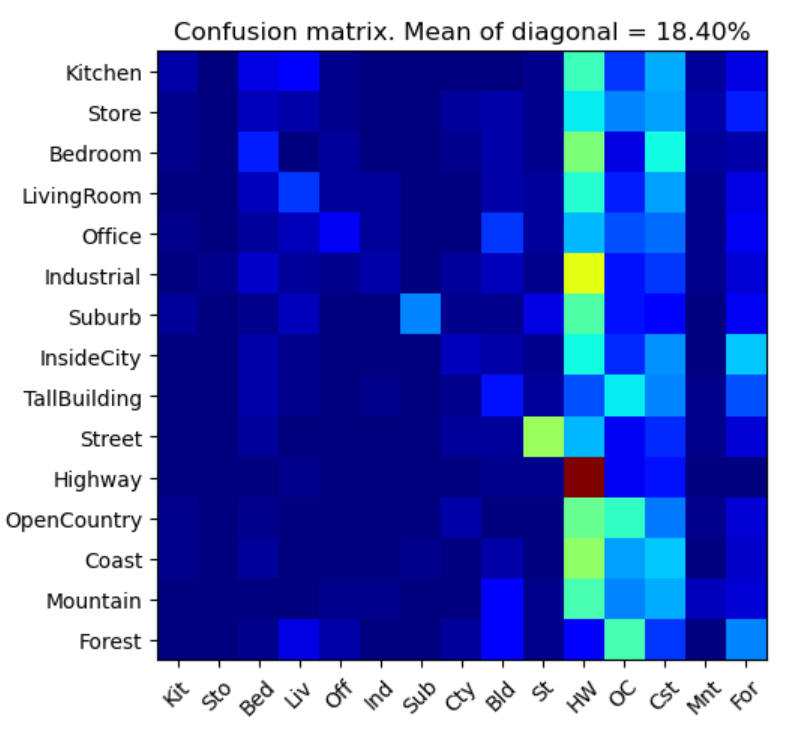 Confusion matrix. Mean of diagonal = 18.40%
Kitchen
Store
Bedroom
LivingRoom
Office
Industrial
Suburb
InsideCity
TallBuilding
Street
Highway
OpenCountry
Coast
Mountain
Forest
Kit Sto Bed Liv Off Ind Sub Cty Bld St HW OC Cst Mnt For